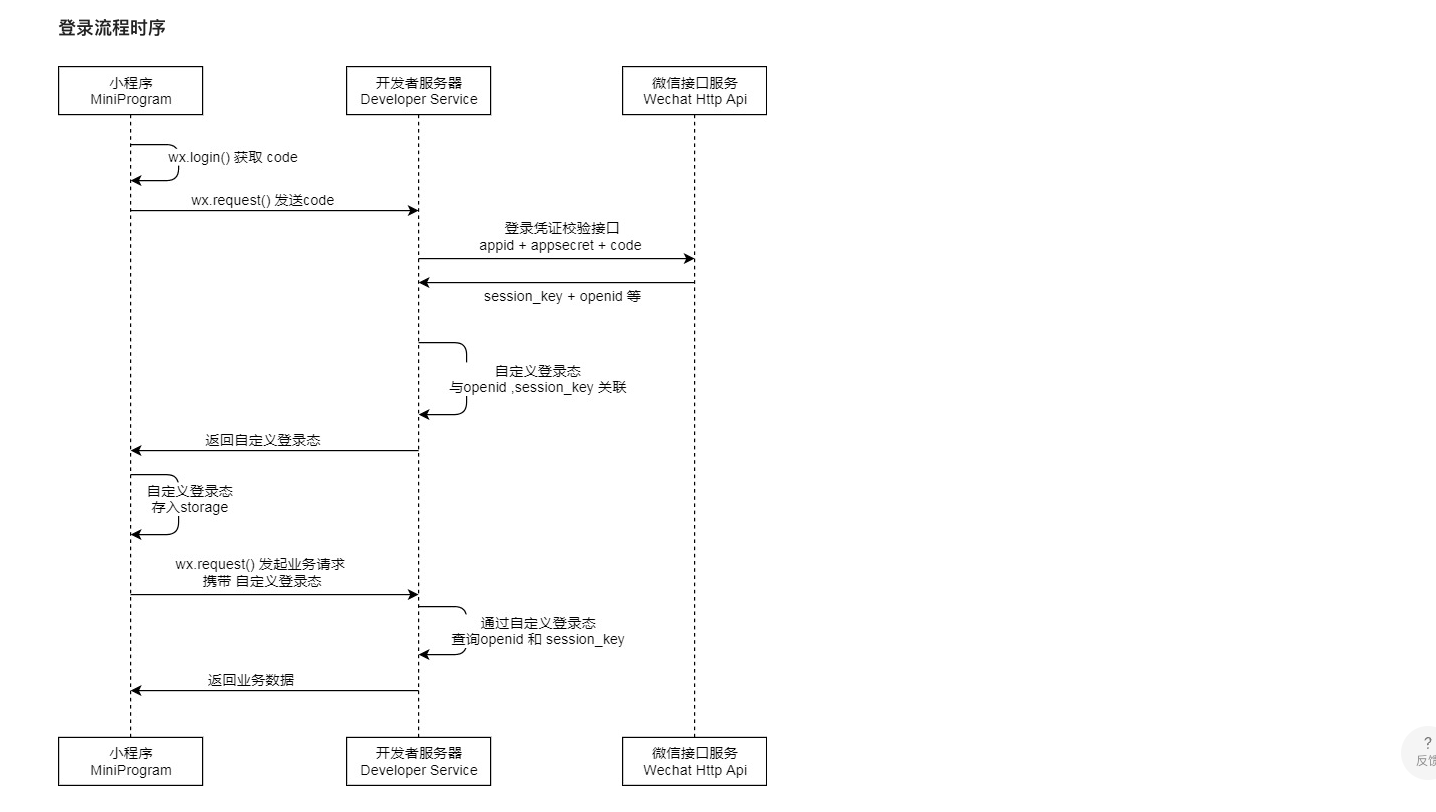 登录流程时序
小程序
MiniProgram
开发者服务器
Developer Service
微信接口服务
Wechat Http Api
wx.login() 获取 code
wx.request() 发送code
登录凭证校验接口
appid + appsecret + code
session_key + openid 等
自定义登录态
与openid ,session_key 关联
返回自定义登录态
自定义登录态
存入storage
wx.request() 发起业务请求
携带 自定义登录态
通过自定义登录态
查询openid 和 session_key
返回业务数据
小程序
MiniProgram
开发者服务器
Developer Service
微信接口服务
Wechat Http Api
?
反馈